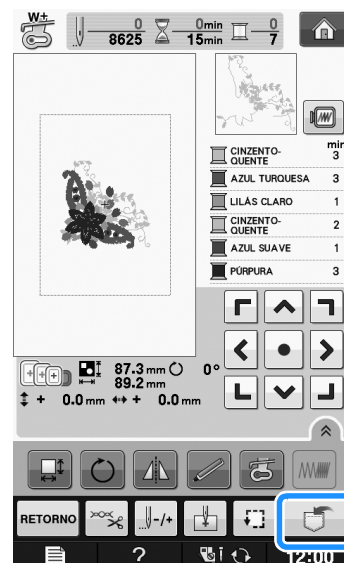 W+
0 0min 0
8625 15min 7
min
CINZENTO-
QUENTE 3
AZUL TURQUESA 3
LILÁS CLARO 1
CINZENTO-
QUENTE 2
AZUL SUAVE 1
PÚRPURA 3
87.3 mm 0°
89.2 mm
+ 0.0 mm + 0.0 mm
RETORNO -/+
? 12:00